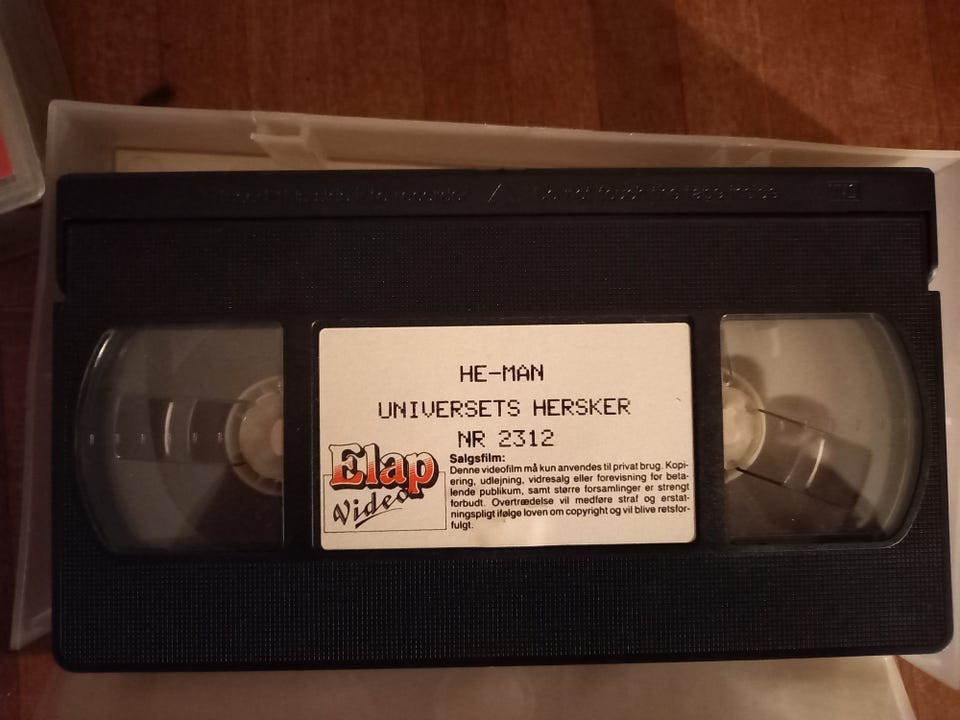 HE-MAN
UNIVERSETS HERSKER
NR 2312
Elap
Video
Salgsfilm:
Denne videofilm må kun anvendes til privat brug. Kopi-
ering, udlejning, vidresalg eller forevisning for beta-
lende publikum, samt større forsamlinger er strengt
forbudt. Overtrædelse vil medføre straf og erstat-
ningspligt ifølge loven om copyright og vil blive retsfor-
fulgt.